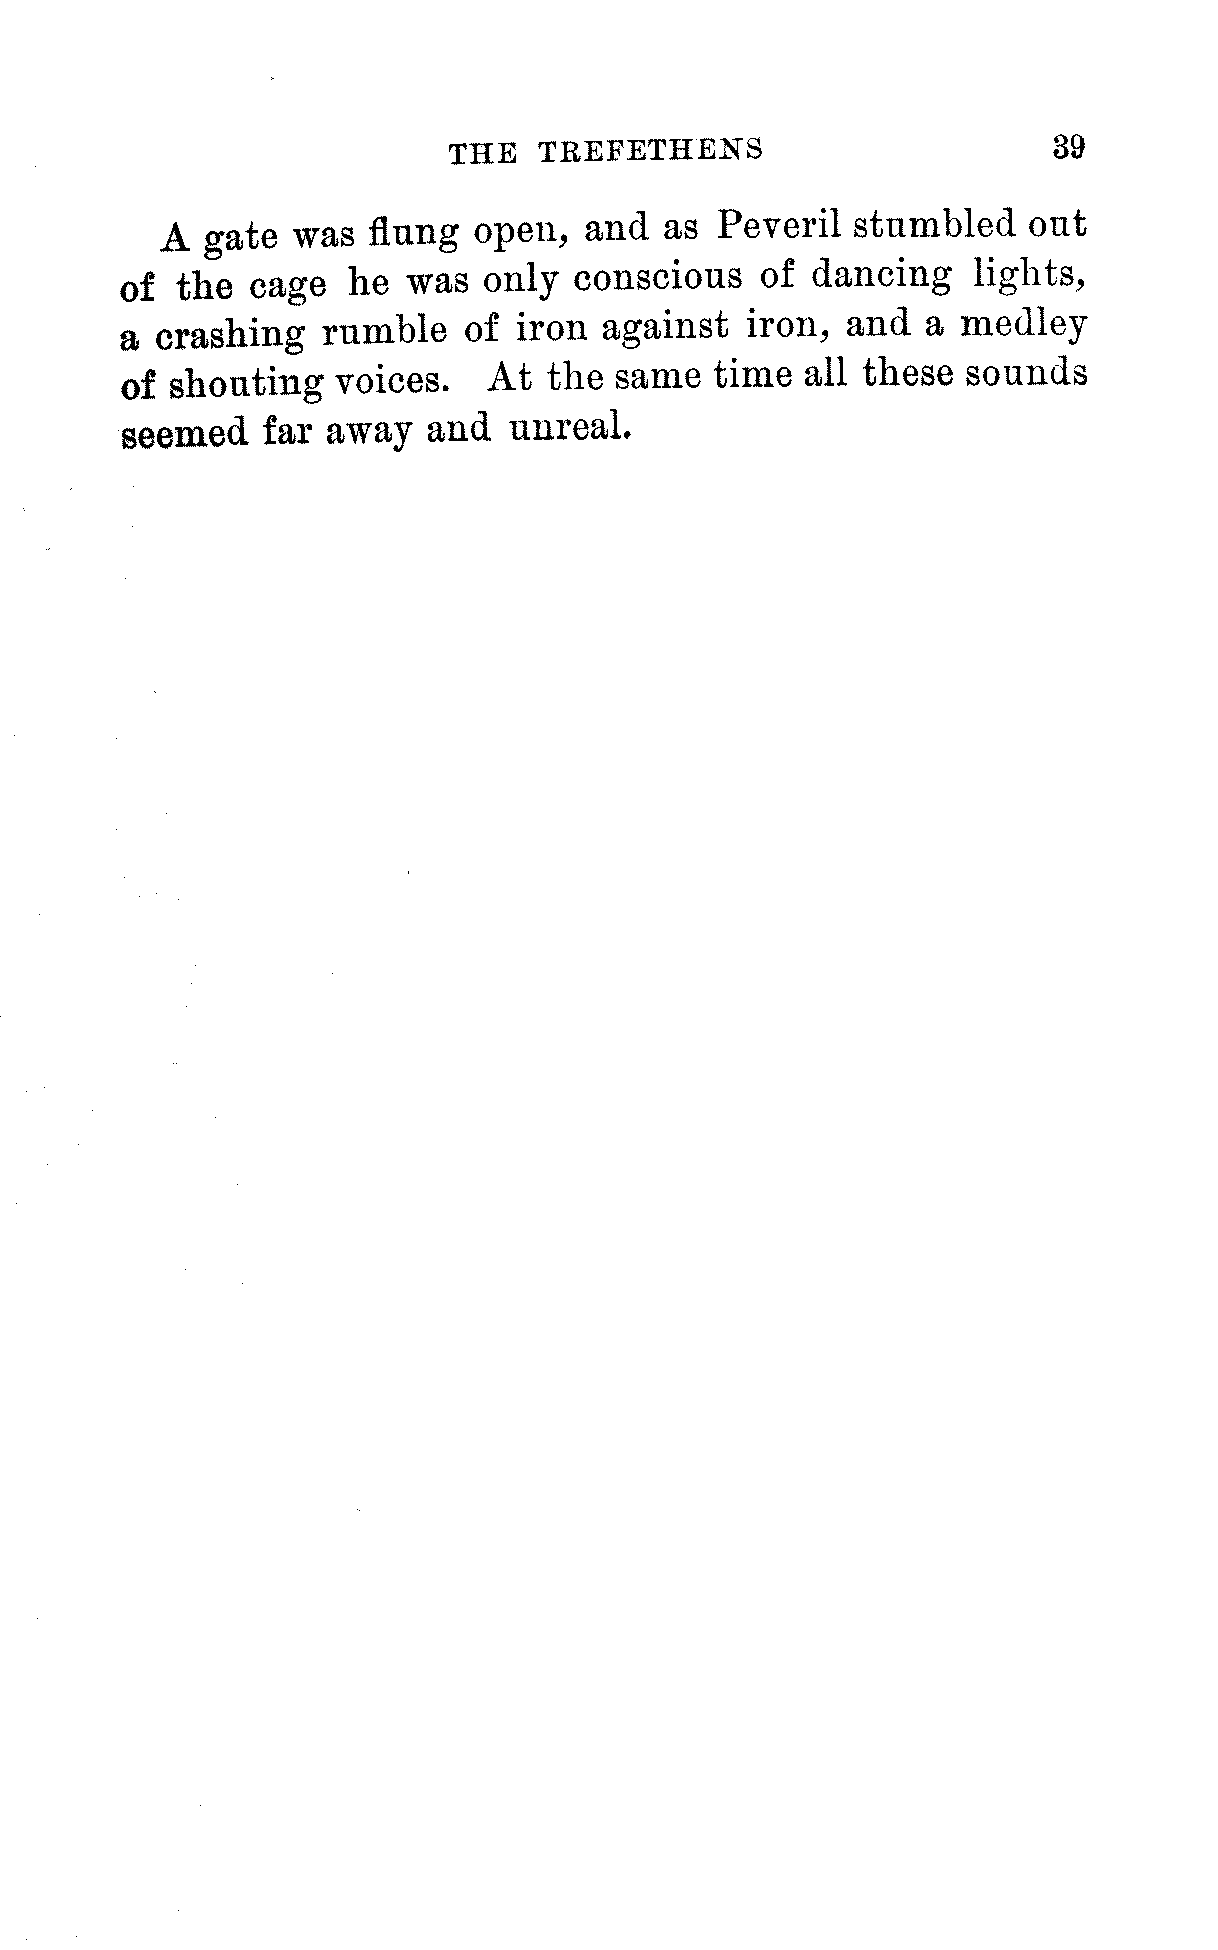 THE TREFETHENS 39
A gate was flung open, and as Peveril stumbled out
of the cage he was only conscious of dancing lights,
a crashing rumble of iron against iron, and a medley
of shouting voices. At the same time all these sounds
seemed far away and unreal.